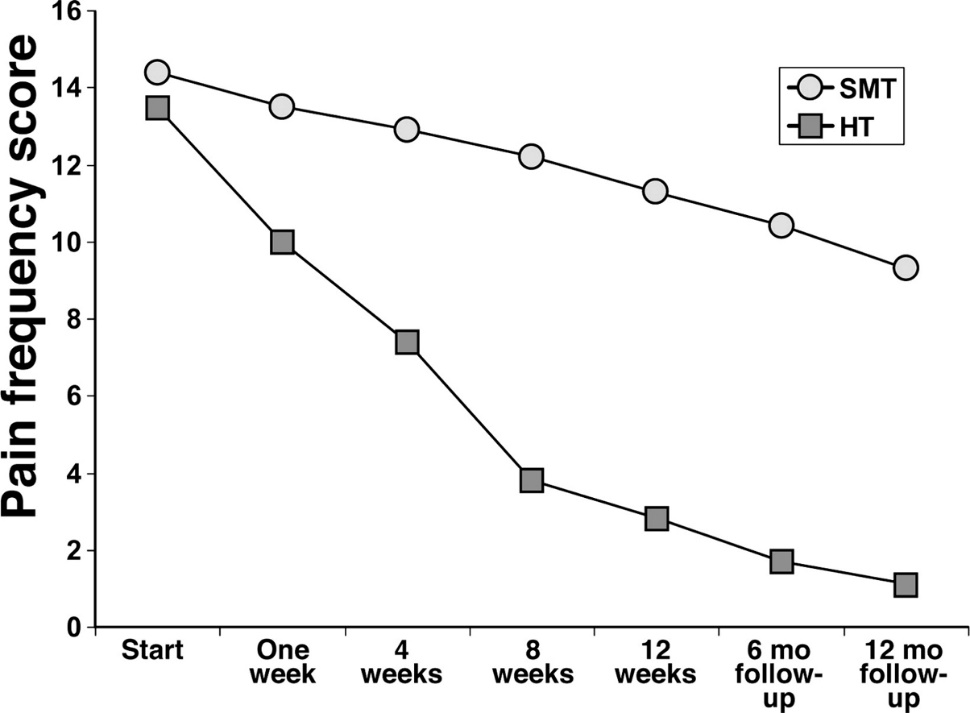 Pain frequency score
16
14
12
10
8
6
4
2
0
SMT
HT
Start
One
week
4
weeks
8
weeks
12
weeks
6 mo
follow-
up
12 mo
follow-
up